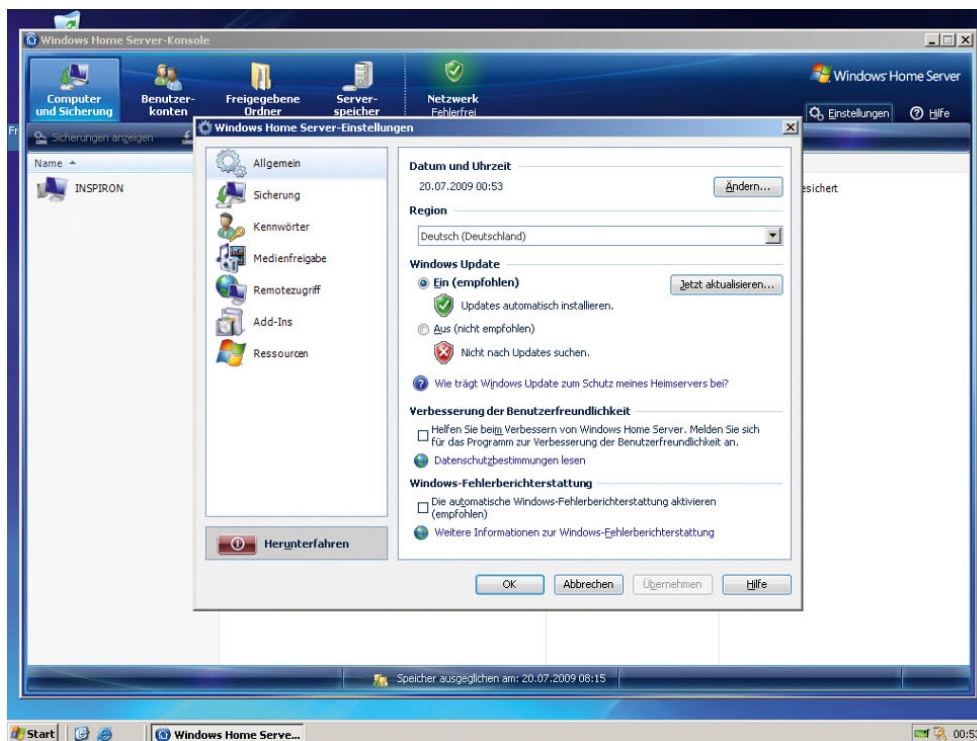 Windows Home Server-Konsole
Computer und Sicherung
Benutzer-konten
Freigegebene Ordner
Server-speicher
Netzwerk
Fehlerfrei
Windows Home Server
Einstellungen
Hilfe
Sicherungen anzeigen
Name
INSPIRON
Windows Home Server-Einstellungen
Allgemein
Sicherung
Kennwörter
Medienfreigabe
Remotezugriff
Add-Ins
Ressourcen
Herunterfahren
Datum und Uhrzeit
20.07.2009 00:53
Ändern...
Region
Deutsch (Deutschland)
Windows Update
Ein (empfohlen)
Jetzt aktualisieren...
Updates automatisch installieren.
Aus (nicht empfohlen)
Nicht nach Updates suchen.
Wie trägt Windows Update zum Schutz meines Heimservers bei?
Verbesserung der Benutzerfreundlichkeit
Helfen Sie beim Verbessern von Windows Home Server. Melden Sie sich
für das Programm zur Verbesserung der Benutzerfreundlichkeit an.
Datenschutzbestimmungen lesen
Windows-Fehlerberichterstattung
Die automatische Windows-Fehlerberichterstattung aktivieren
(empfohlen)
Weitere Informationen zur Windows-Fehlerberichterstattung
OK
Abbrechen
Übernehmen
Hilfe
Speicher ausgeglichen am: 20.07.2009 08:15
Start
Windows Home Serve...